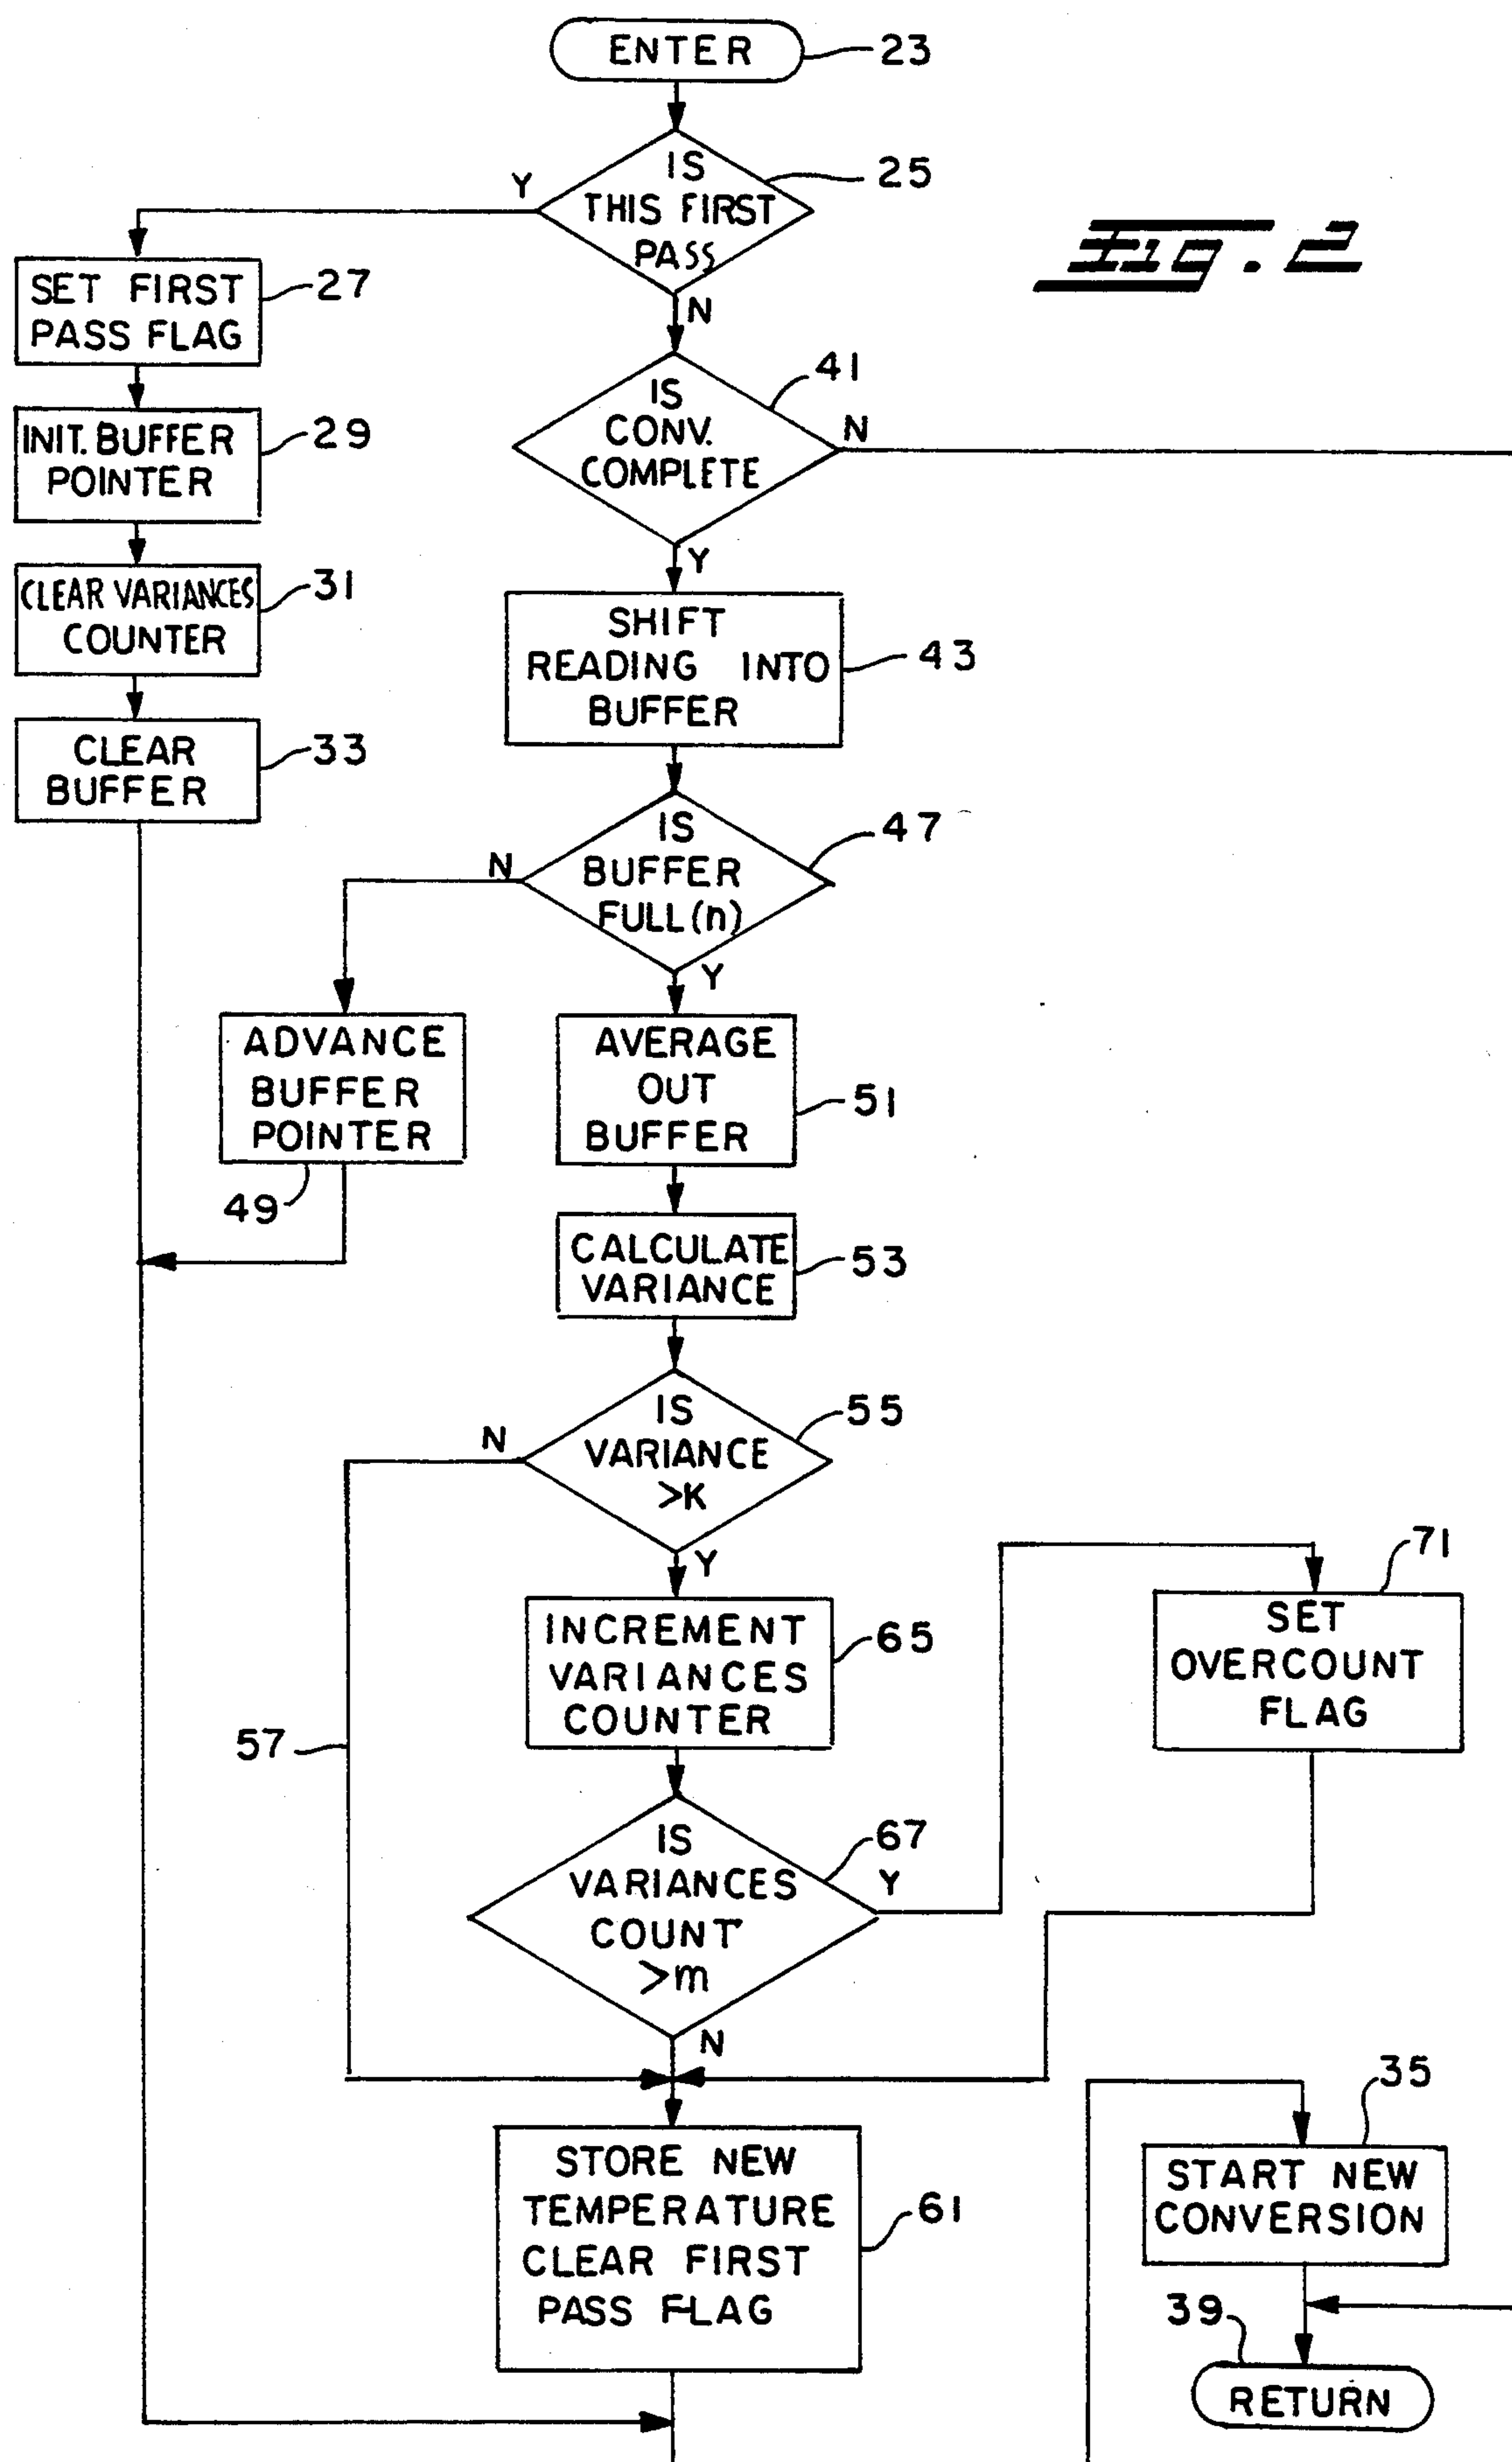 ENTER
23
IS
THIS FIRST
PASS
25
Y
N
Fig. 2
SET FIRST
PASS FLAG
27
INIT. BUFFER
POINTER
29
CLEAR VARIANCES
COUNTER
31
CLEAR
BUFFER
33
IS
CONV.
COMPLETE
41
N
Y
SHIFT
READING INTO
BUFFER
43
IS
BUFFER
FULL (n)
47
N
Y
ADVANCE
BUFFER
POINTER
49
AVERAGE
OUT
BUFFER
51
CALCULATE
VARIANCE
53
IS
VARIANCE
>K
55
N
Y
57
INCREMENT
VARIANCES
COUNTER
65
IS
VARIANCES
COUNT
>m
67
Y
N
SET
OVERCOUNT
FLAG
71
STORE NEW
TEMPERATURE
CLEAR FIRST
PASS FLAG
61
START NEW
CONVERSION
35
39
RETURN